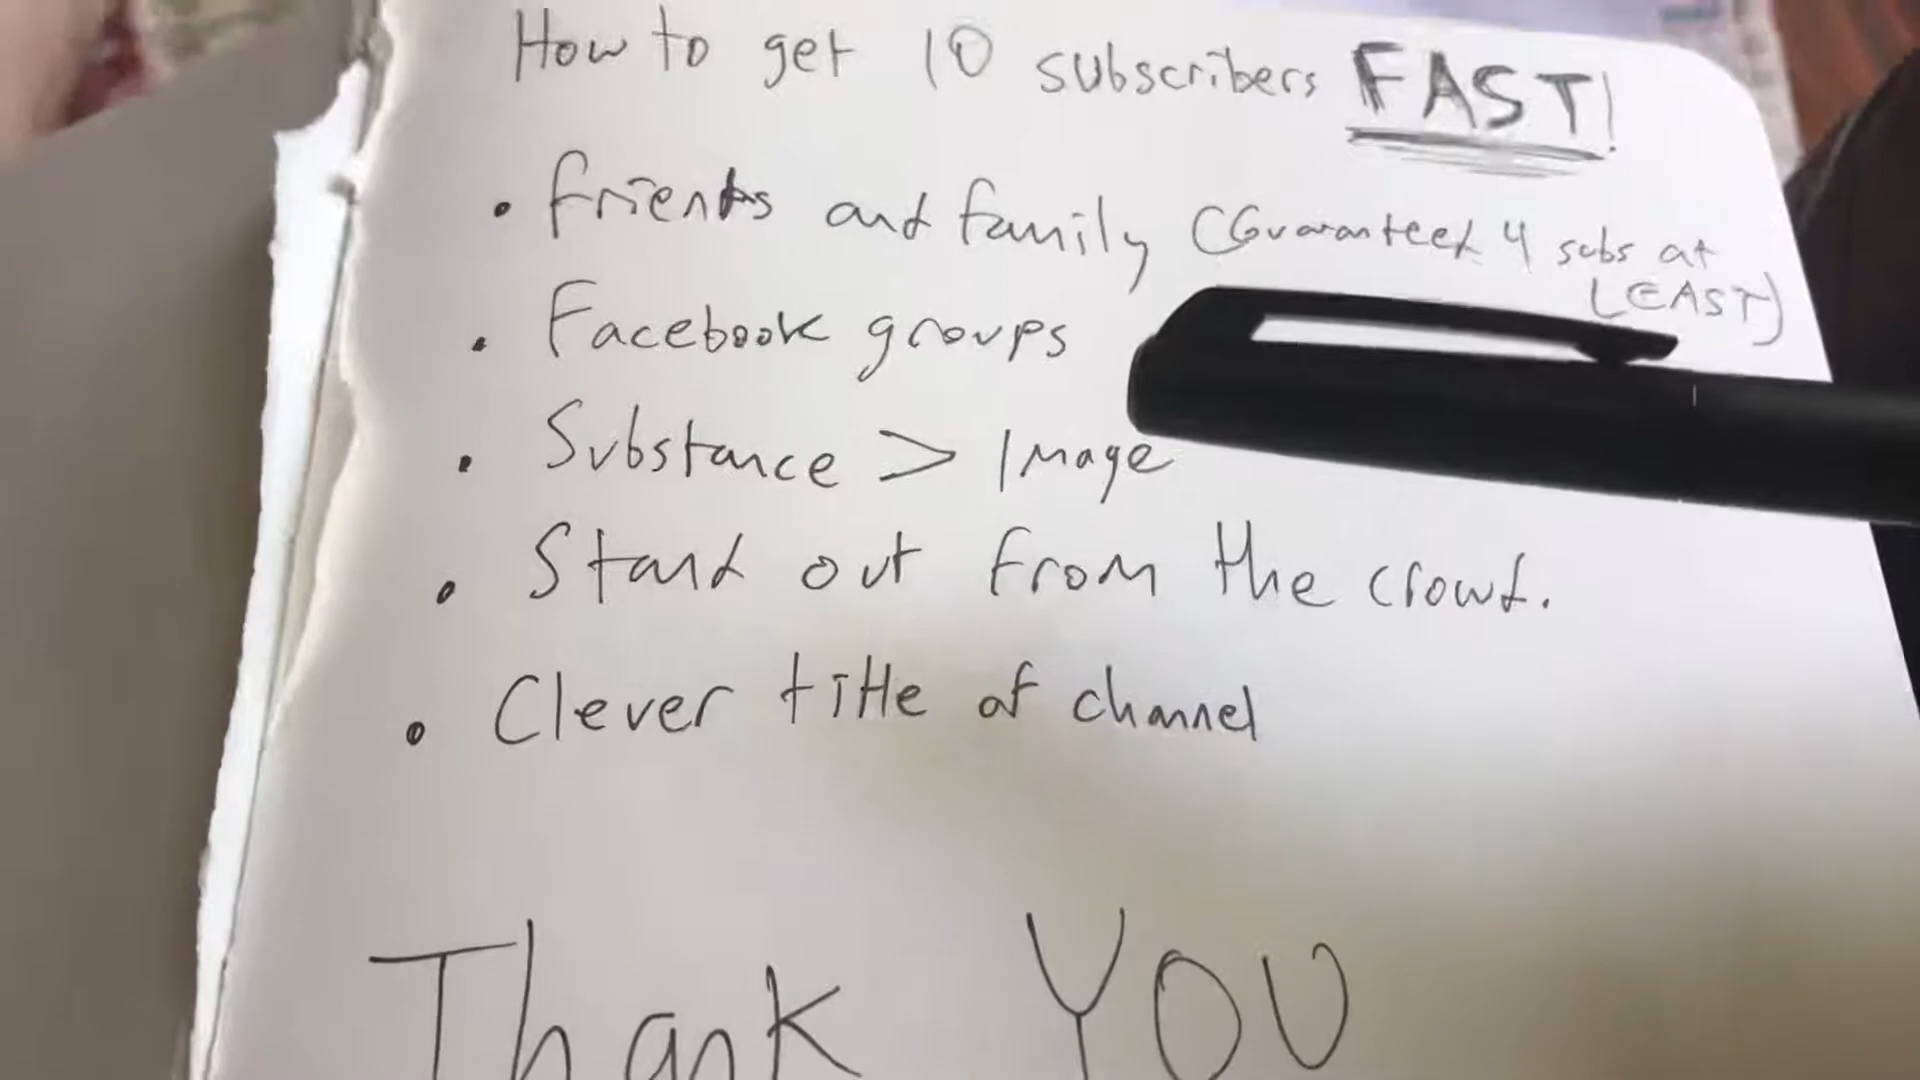 How to get 10 subscribers FAST!
• friends and family (Guaranteed 4 subs at
LEAST)
• Facebook groups
• Substance > Image
• Stand out from the crowd.
• Clever title of channel
Thank YOU